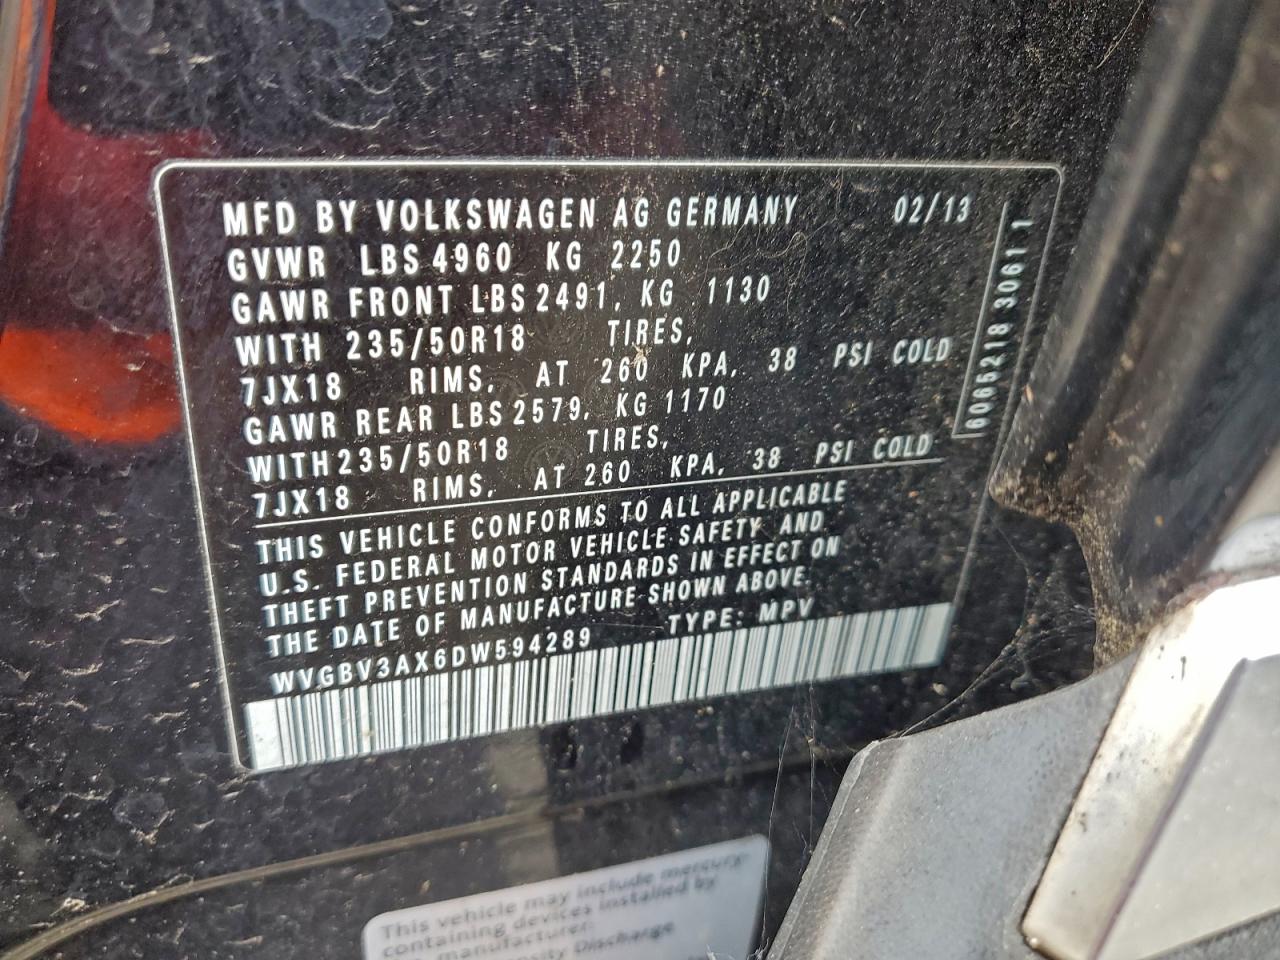 MFD BY VOLKSWAGEN AG GERMANY 02/13
GVWR LBS 4960 KG 2250
GAWR FRONT LBS 2491, KG 1130
WITH 235/50R18 TIRES,
7JX18 RIMS, AT 260 KPA, 38 PSI COLD
GAWR REAR LBS 2579, KG 1170
WITH 235/50R18 TIRES,
7JX18 RIMS, AT 260 KPA, 38 PSI COLD
THIS VEHICLE CONFORMS TO ALL APPLICABLE
U.S. FEDERAL MOTOR VEHICLE SAFETY AND
THEFT PREVENTION STANDARDS IN EFFECT ON
THE DATE OF MANUFACTURE SHOWN ABOVE.
WVGBV3AX6DW594289 TYPE: MPV
6065218 3061 1
This vehicle may include mercury-
containing devices installed by
manufacturer:
Discharge